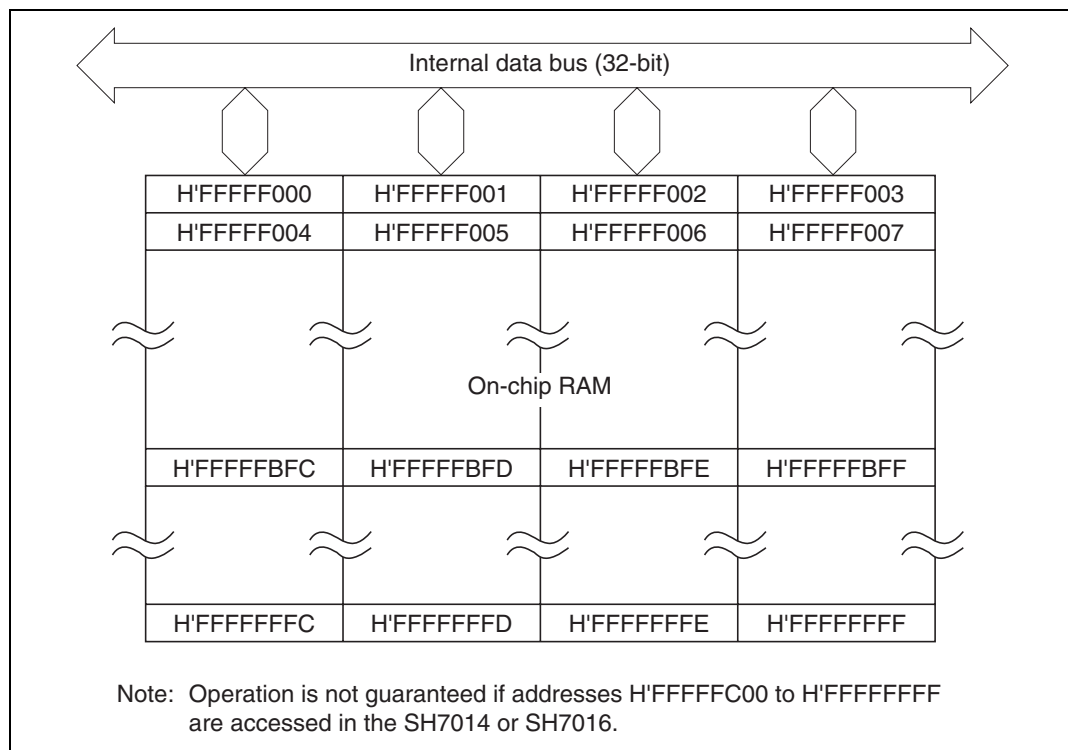 Internal data bus (32-bit)
H'FFFFF000 H'FFFFF001 H'FFFFF002 H'FFFFF003
H'FFFFF004 H'FFFFF005 H'FFFFF006 H'FFFFF007
On-chip RAM
H'FFFFFBFC H'FFFFFBFD H'FFFFFBFE H'FFFFFBFF
H'FFFFFFFC H'FFFFFFFD H'FFFFFFFE H'FFFFFFFF
Note: Operation is not guaranteed if addresses H'FFFFFC00 to H'FFFFFFFF
are accessed in the SH7014 or SH7016.